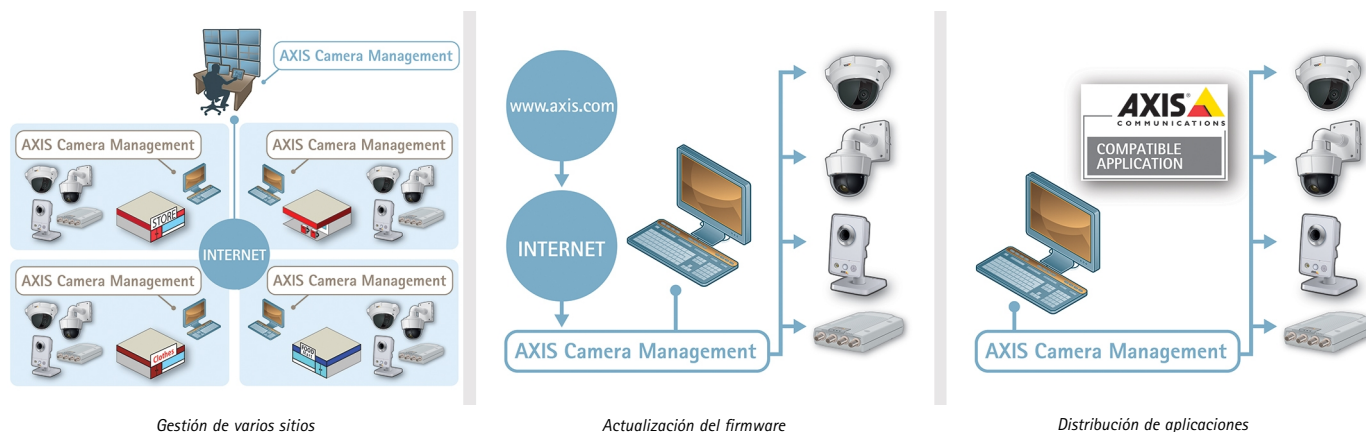 AXIS Camera Management
AXIS Camera Management
AXIS Camera Management
STORE
INTERNET
AXIS Camera Management
AXIS Camera Management
Clothes
FOOD
Gestión de varios sitios
www.axis.com
INTERNET
AXIS Camera Management
Actualización del firmware
AXIS
COMMUNICATIONS
COMPATIBLE
APPLICATION
AXIS Camera Management
Distribución de aplicaciones